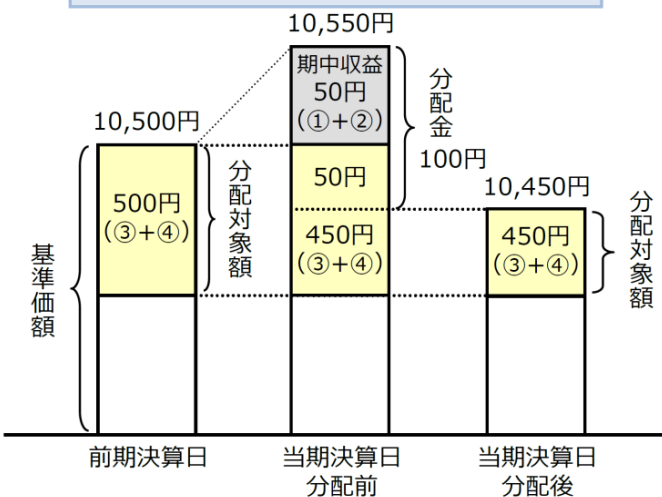 10,550円
期中収益
50円
(①+②)
分配金
100円
10,500円
500円
(③+④)
分配対象額
50円
450円
(③+④)
10,450円
450円
(③+④)
分配対象額
基準価額
前期決算日
当期決算日
分配前
当期決算日
分配後